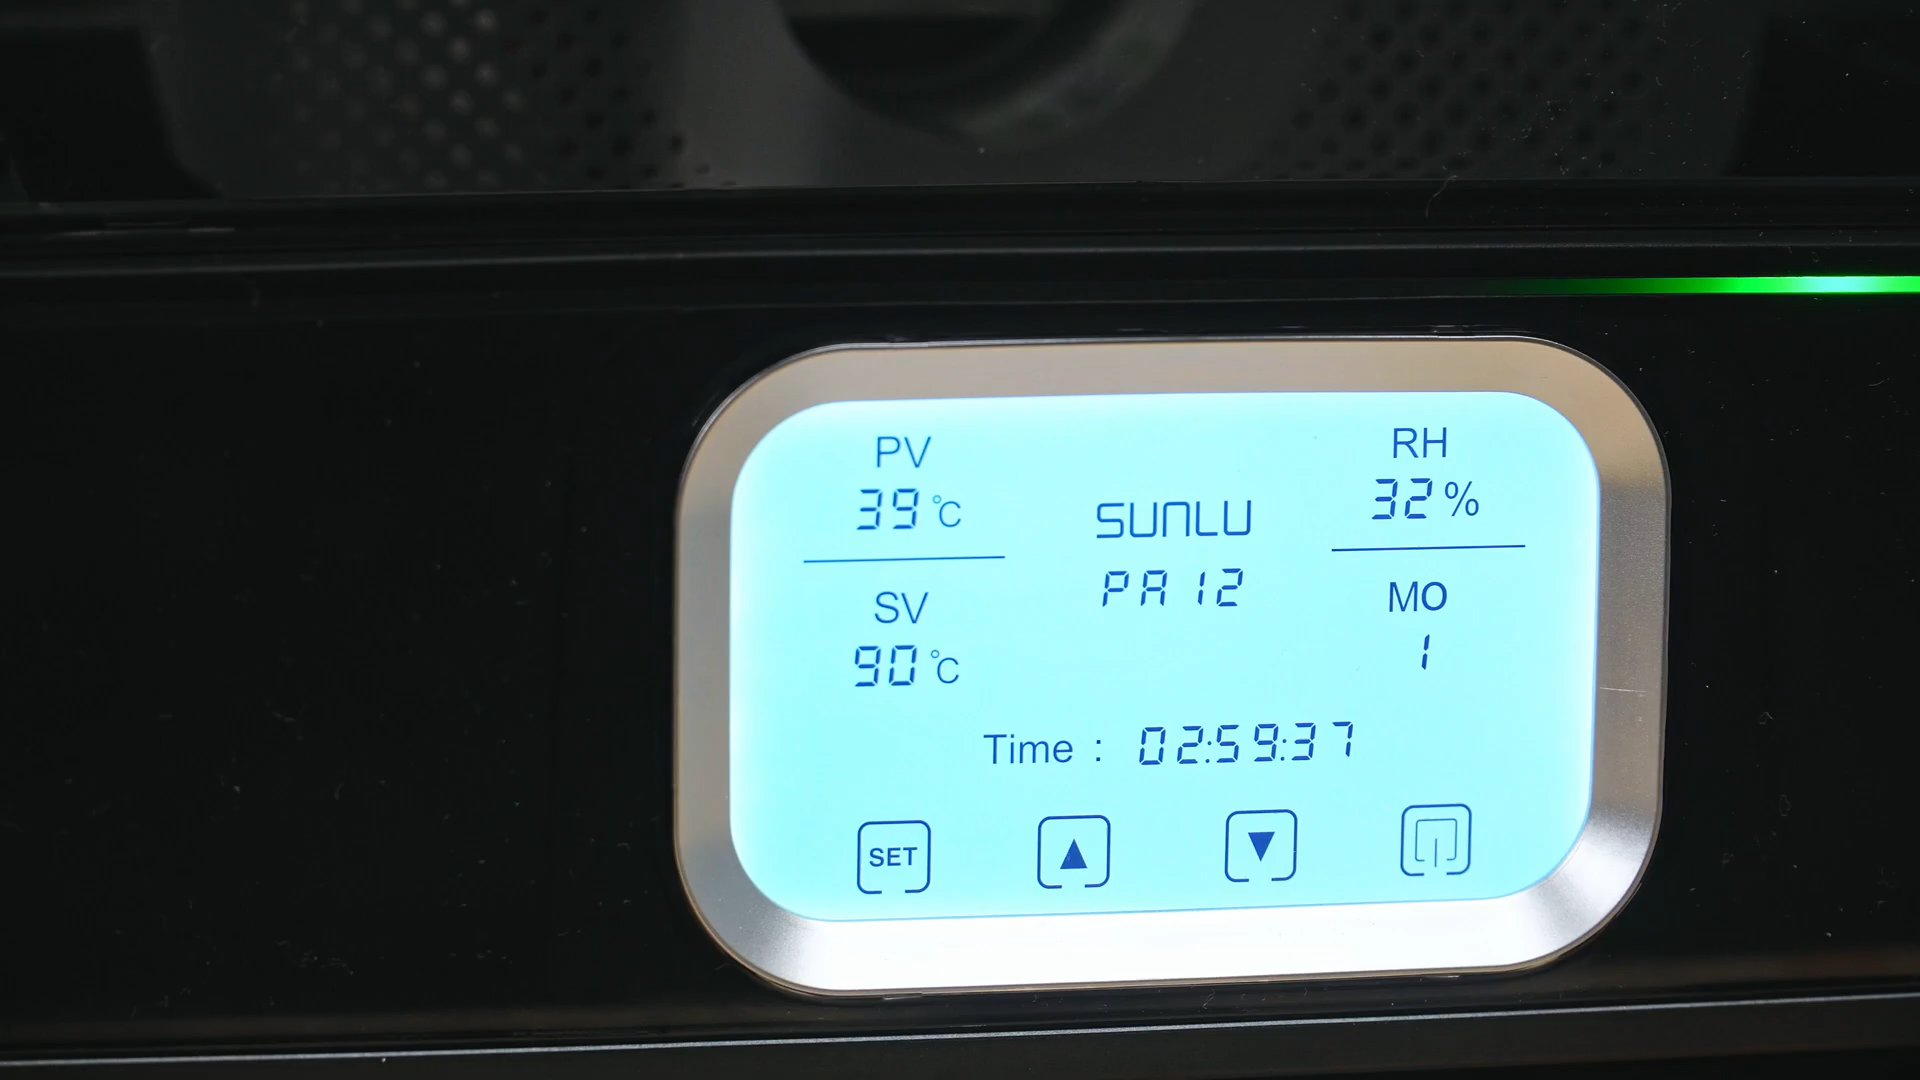 PV
39 °C
SV
90 °C
SUNLU
PA12
RH
32 %
MO
1
Time : 02:59:37
SET